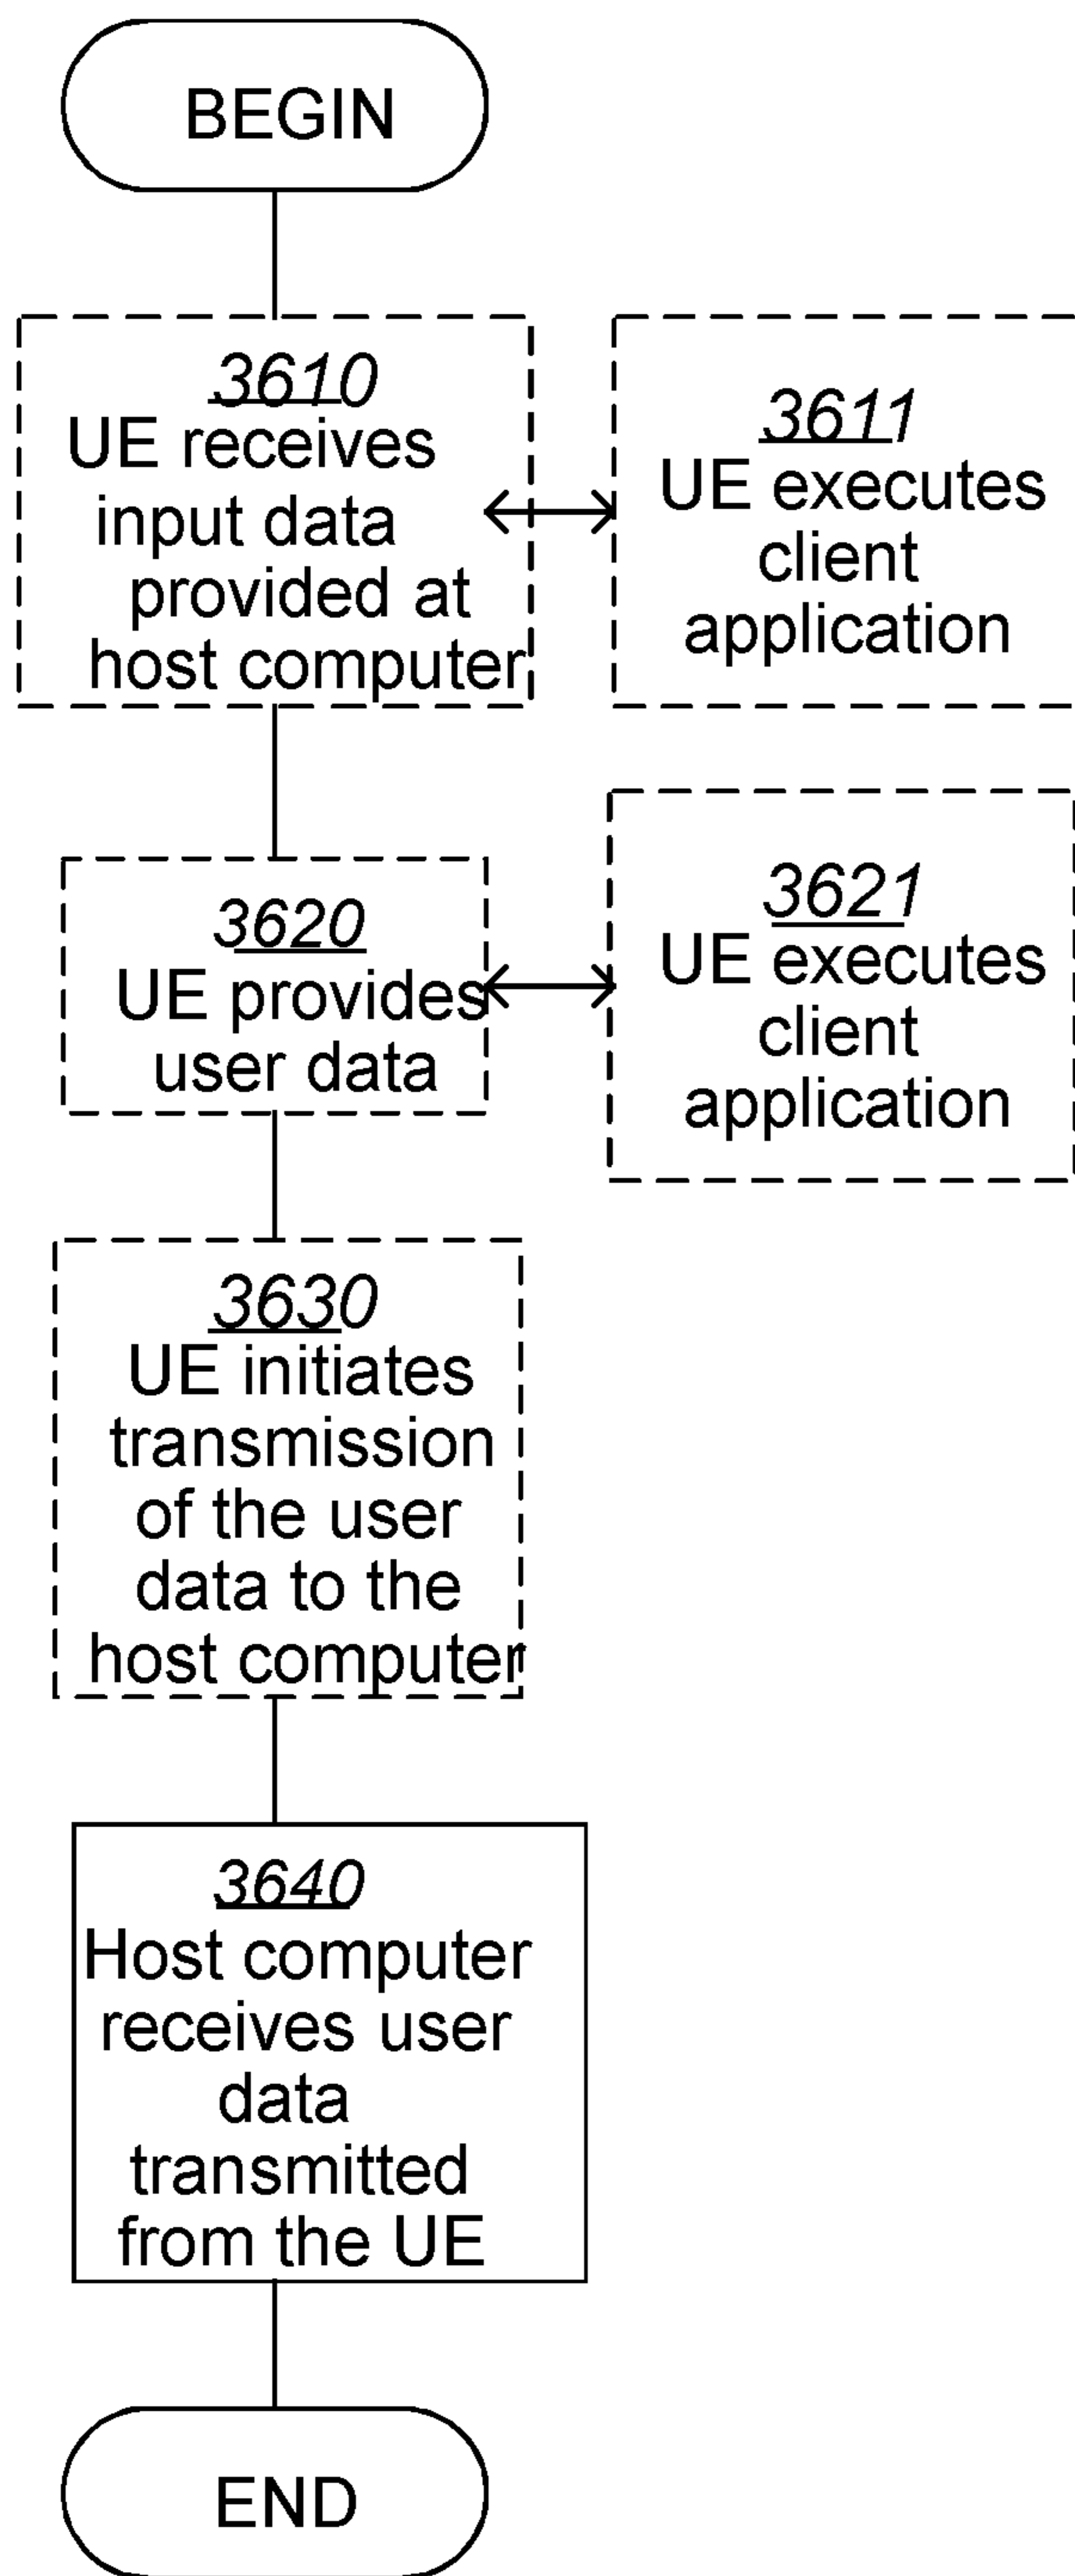 BEGIN
3610
UE receives
input data
provided at
host computer
3611
UE executes
client
application
3620
UE provides
user data
3621
UE executes
client
application
3630
UE initiates
transmission
of the user
data to the
host computer
3640
Host computer
receives user
data
transmitted
from the UE
END